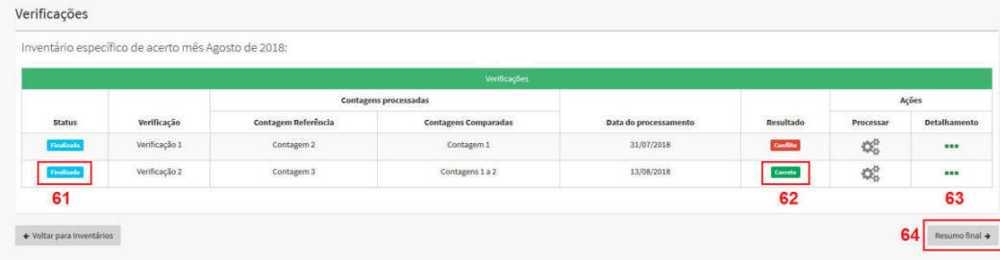 Verificações
Inventário específico de acerto mês Agosto de 2018:
Verificações
Contagens processadas Ações
Status Verificação Contagem Referência Contagens Comparadas Data do processamento Resultado Processar Detalhamento
Finalizada Verificação 1 Contagem 2 Contagem 1 31/07/2018 Conflito
Finalizada Verificação 2 Contagem 3 Contagens 1 a 2 13/08/2018 Correto
61 62 63
Voltar para Inventários 64 Resumo final